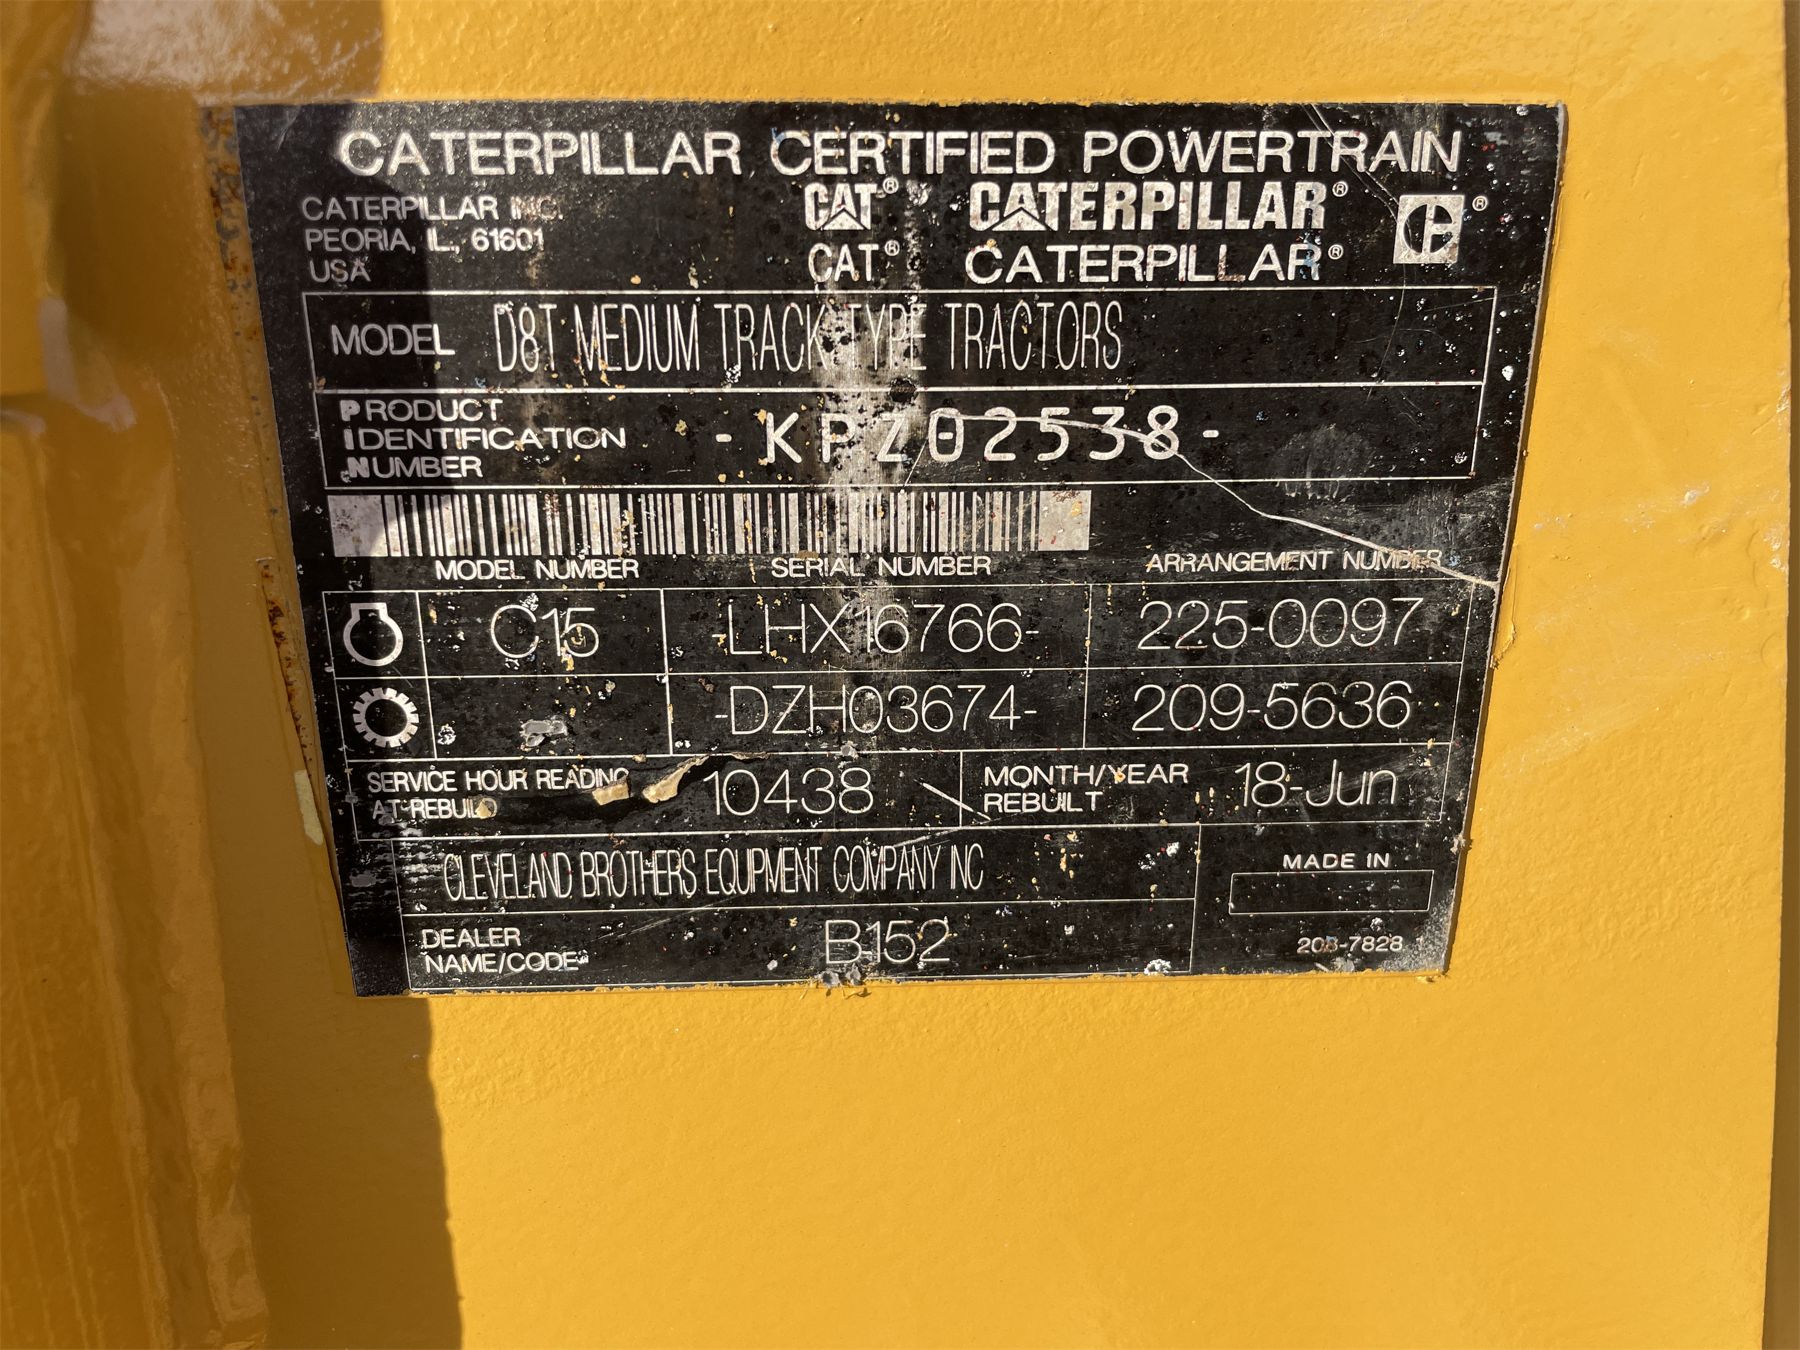 CATERPILLAR CERTIFIED POWERTRAIN
CATERPILLAR INC.
PEORIA, IL., 61601
USA
CAT® CATERPILLAR® C®
CAT® CATERPILLAR®
MODEL D8T MEDIUM TRACK-TYPE TRACTORS
PRODUCT
IDENTIFICATION
NUMBER
-KPZ02538-
MODEL NUMBER SERIAL NUMBER ARRANGEMENT NUMBER
C15 -LHX16766- 225-0097
-DZH03674- 209-5636
SERVICE HOUR READING
AT REBUILD
10438
MONTH/YEAR
REBUILT
18-Jun
CLEVELAND BROTHERS EQUIPMENT COMPANY INC
DEALER
NAME/CODE
B152
MADE IN
208-7828 1